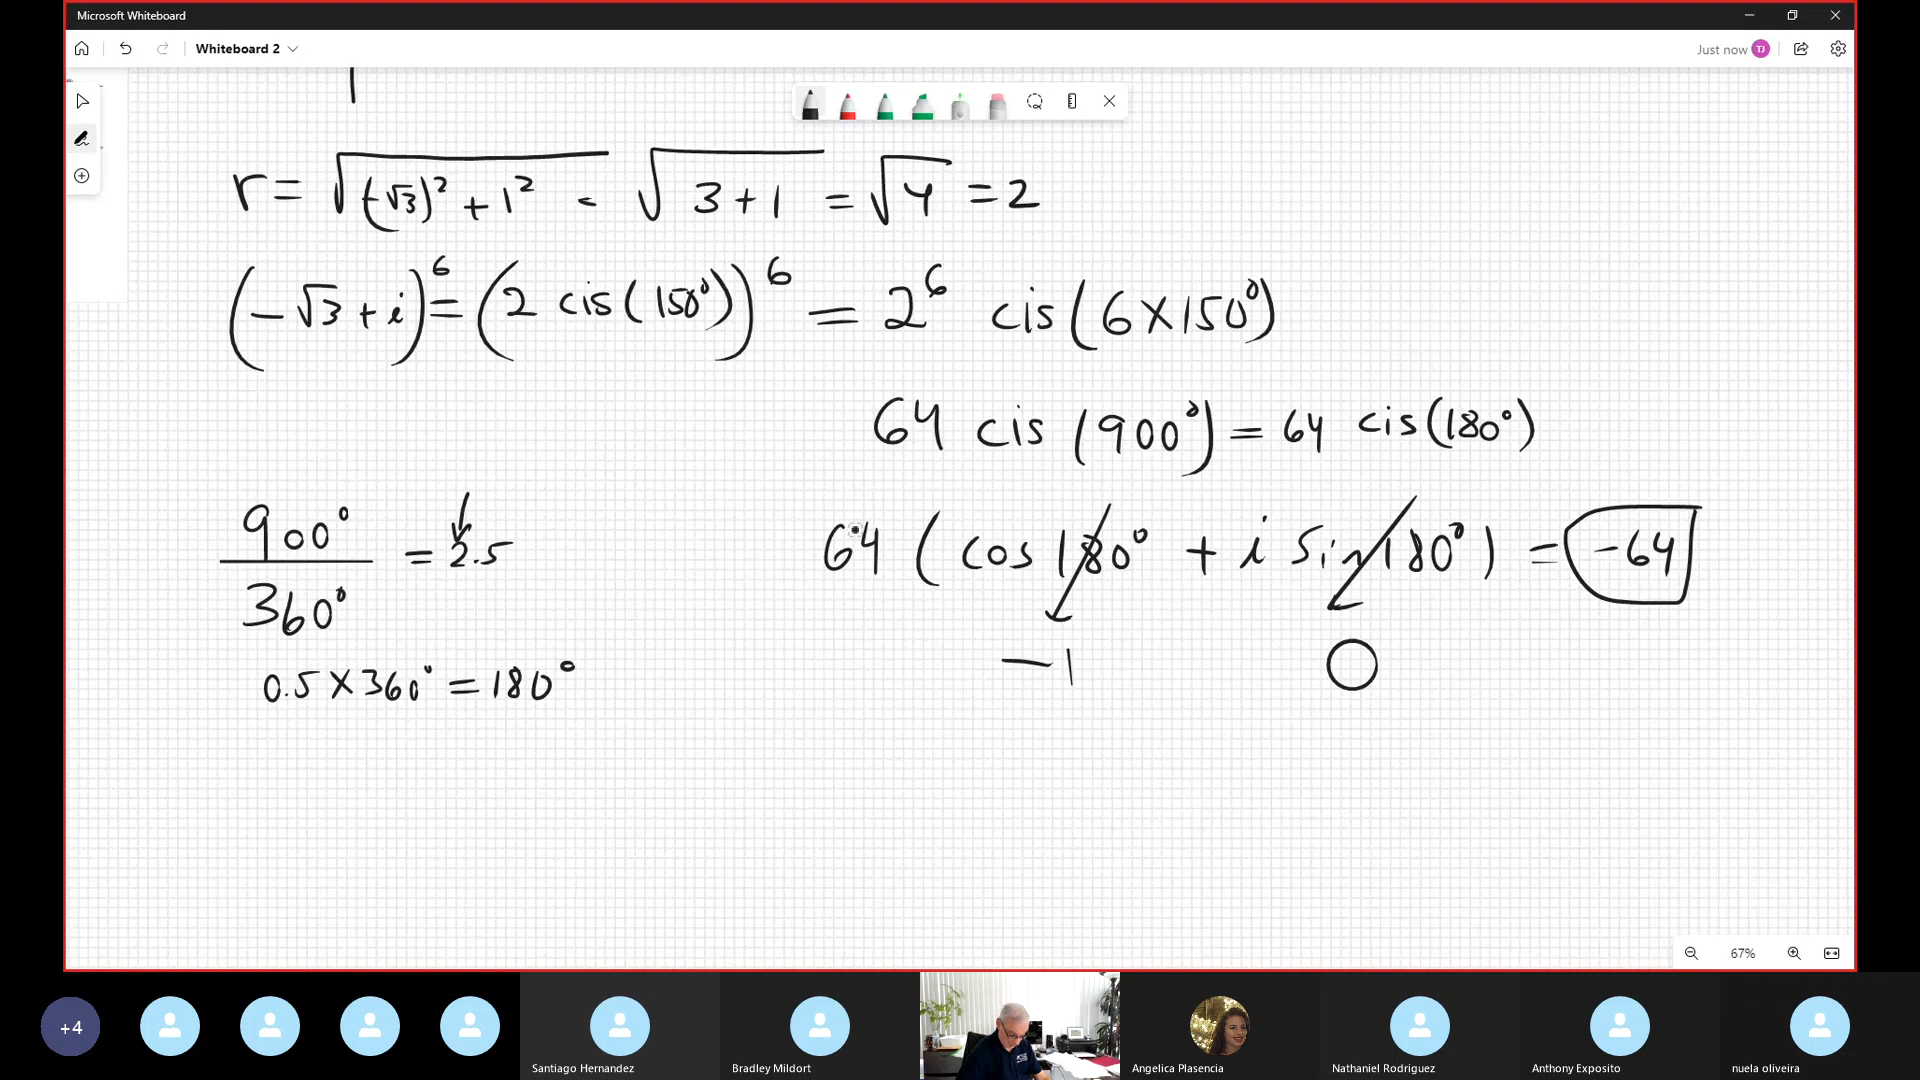 Microsoft Whiteboard
Whiteboard 2
Just now TJ
r = √((-√3)² + 1²) = √(3+1) = √4 = 2
(-√3 + i)⁶ = (2 cis(150°))⁶ = 2⁶ cis(6×150°)
64 cis(900°) = 64 cis(180°)
900°/360° = 2.5
64 (cos 180° + i Sin 180°) = -64
-1 0
0.5 × 360° = 180°
67%
+4
Santiago Hernandez
Bradley Mildort
Angelica Plasencia
Nathaniel Rodriguez
Anthony Exposito
nuela oliveira